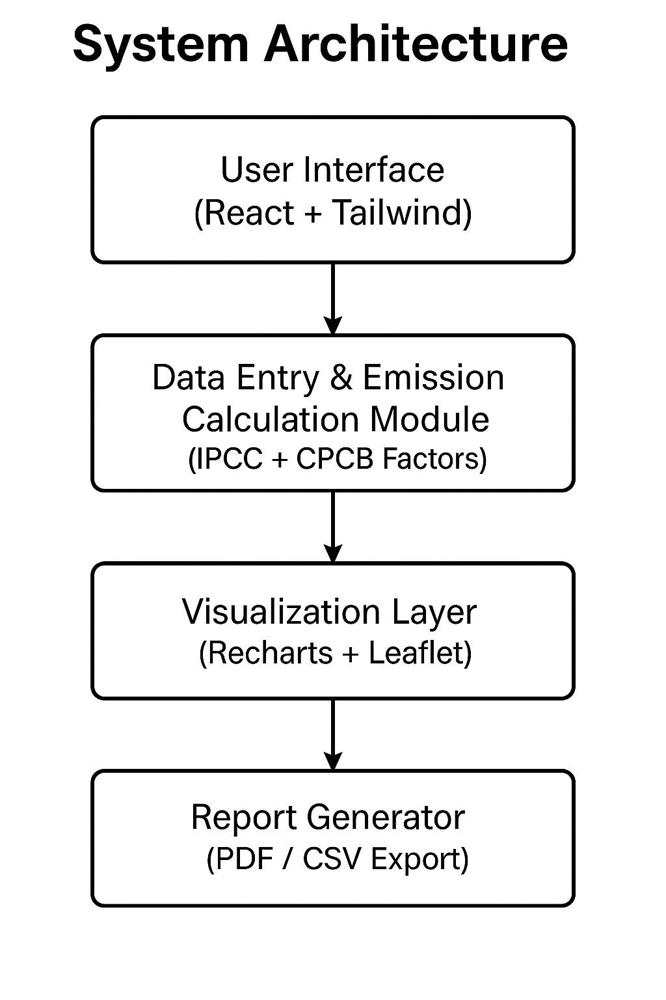 System Architecture
User Interface
(React + Tailwind)
Data Entry & Emission
Calculation Module
(IPCC + CPCB Factors)
Visualization Layer
(Recharts + Leaflet)
Report Generator
(PDF / CSV Export)